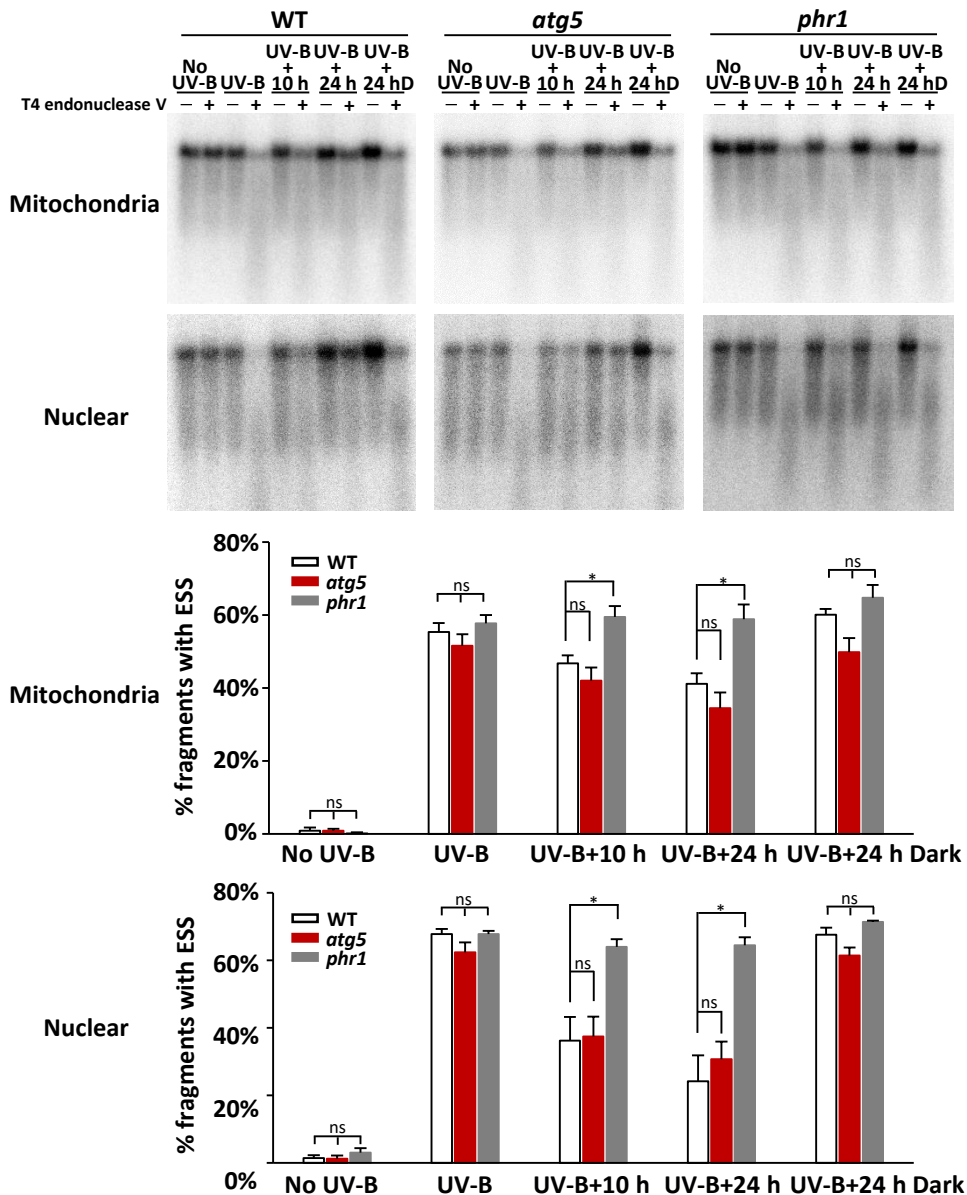 WT atg5 phr1
No UV-B UV-B UV-B + 10 h UV-B + 24 h UV-B + 24 hD No UV-B UV-B UV-B + 10 h UV-B + 24 h UV-B + 24 hD No UV-B UV-B UV-B + 10 h UV-B + 24 h UV-B + 24 hD
T4 endonuclease V − + − + − + − + − + − + − + − + − + − + − + − + − + − + − +
Mitochondria
Nuclear
Mitochondria
% fragments with ESS
80%
60%
40%
20%
0%
WT
atg5
phr1
ns ns ns * ns * ns
No UV-B UV-B UV-B+10 h UV-B+24 h UV-B+24 h Dark
Nuclear
% fragments with ESS
80%
60%
40%
20%
0%
WT
atg5
phr1
ns ns ns * ns * ns
No UV-B UV-B UV-B+10 h UV-B+24 h UV-B+24 h Dark